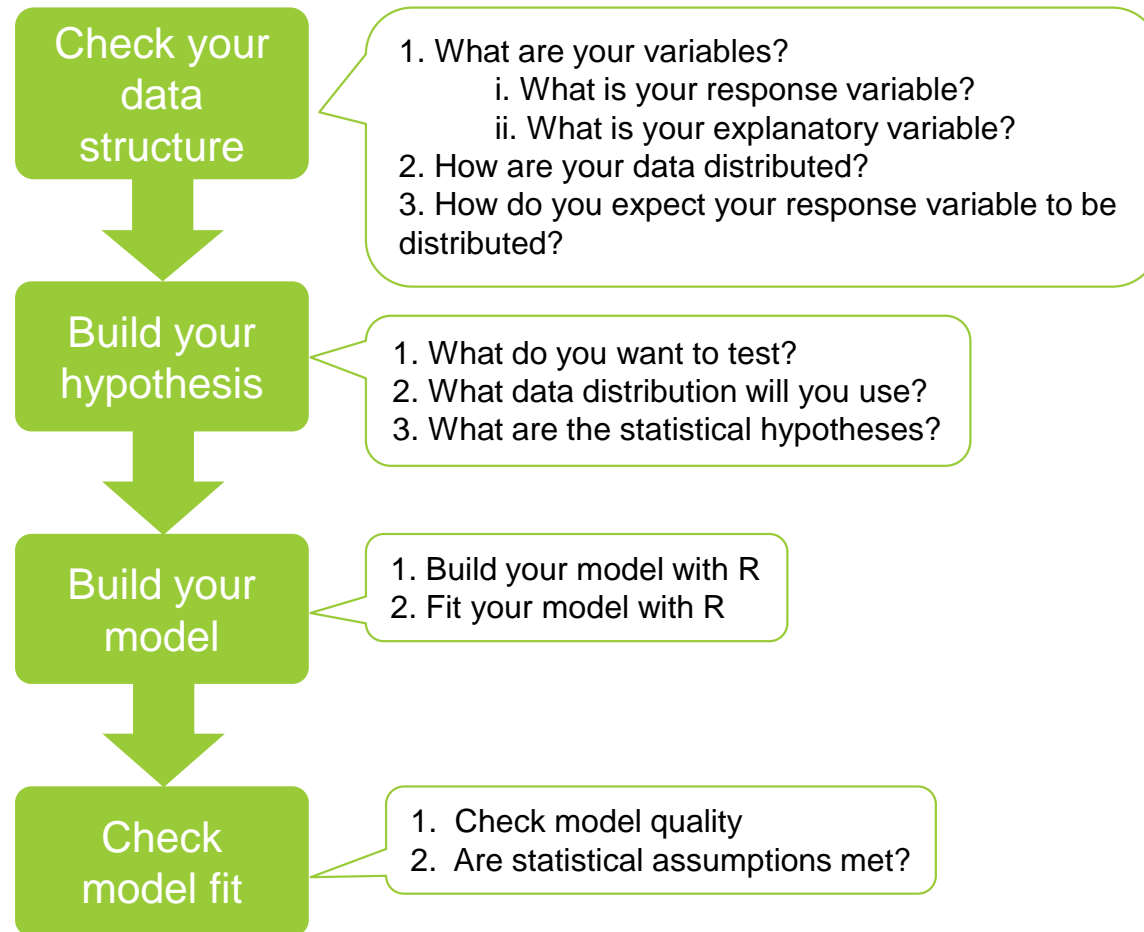 Check your
data
structure
1. What are your variables?
i. What is your response variable?
ii. What is your explanatory variable?
2. How are your data distributed?
3. How do you expect your response variable to be
distributed?
Build your
hypothesis
1. What do you want to test?
2. What data distribution will you use?
3. What are the statistical hypotheses?
Build your
model
1. Build your model with R
2. Fit your model with R
Check
model fit
1. Check model quality
2. Are statistical assumptions met?